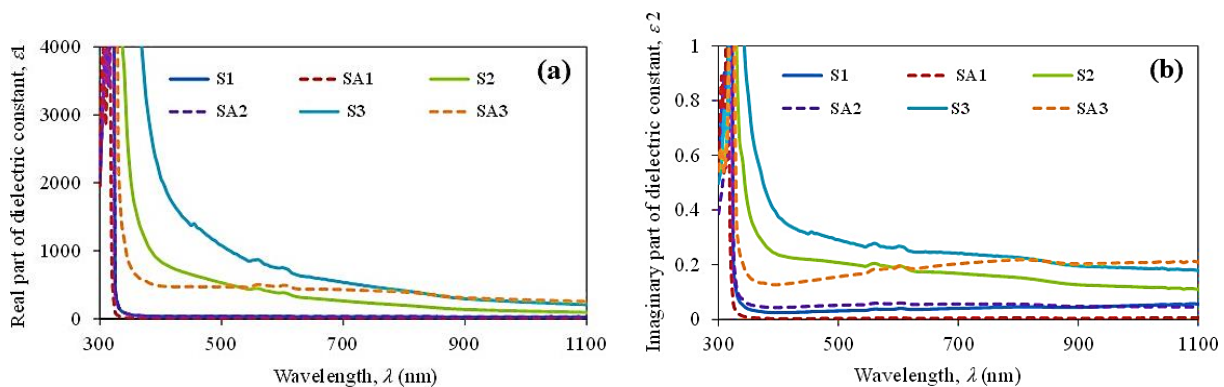 (a)
Real part of dielectric constant, ε1
4000
3000
2000
1000
0
S1 SA1 S2
SA2 S3 SA3
300 500 700 900 1100
Wavelength, λ (nm)
(b)
Imaginary part of dielectric constant, ε2
1
0.8
0.6
0.4
0.2
0
S1 SA1 S2
SA2 S3 SA3
300 500 700 900 1100
Wavelength, λ (nm)